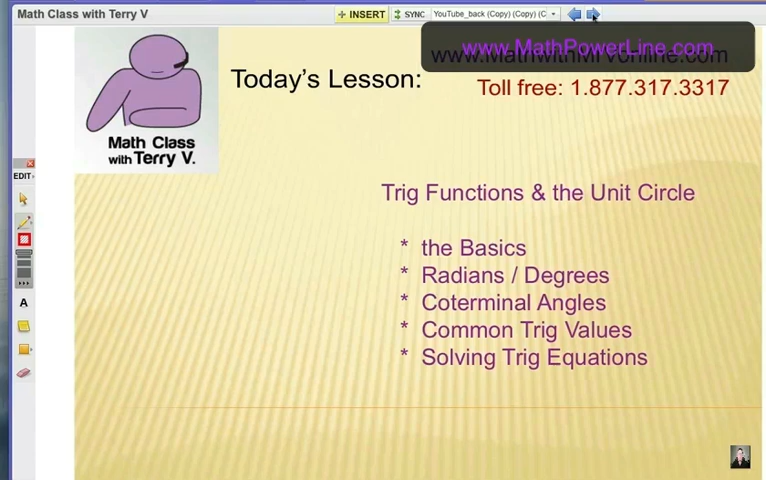 Math Class with Terry V
INSERT
SYNC
YouTube_back (Copy) (Copy) (C
www.MathPowerLine.com
Today's Lesson:
Toll free: 1.877.317.3317
Math Class
with Terry V.
EDIT
Trig Functions & the Unit Circle
* the Basics
* Radians / Degrees
* Coterminal Angles
* Common Trig Values
* Solving Trig Equations
A